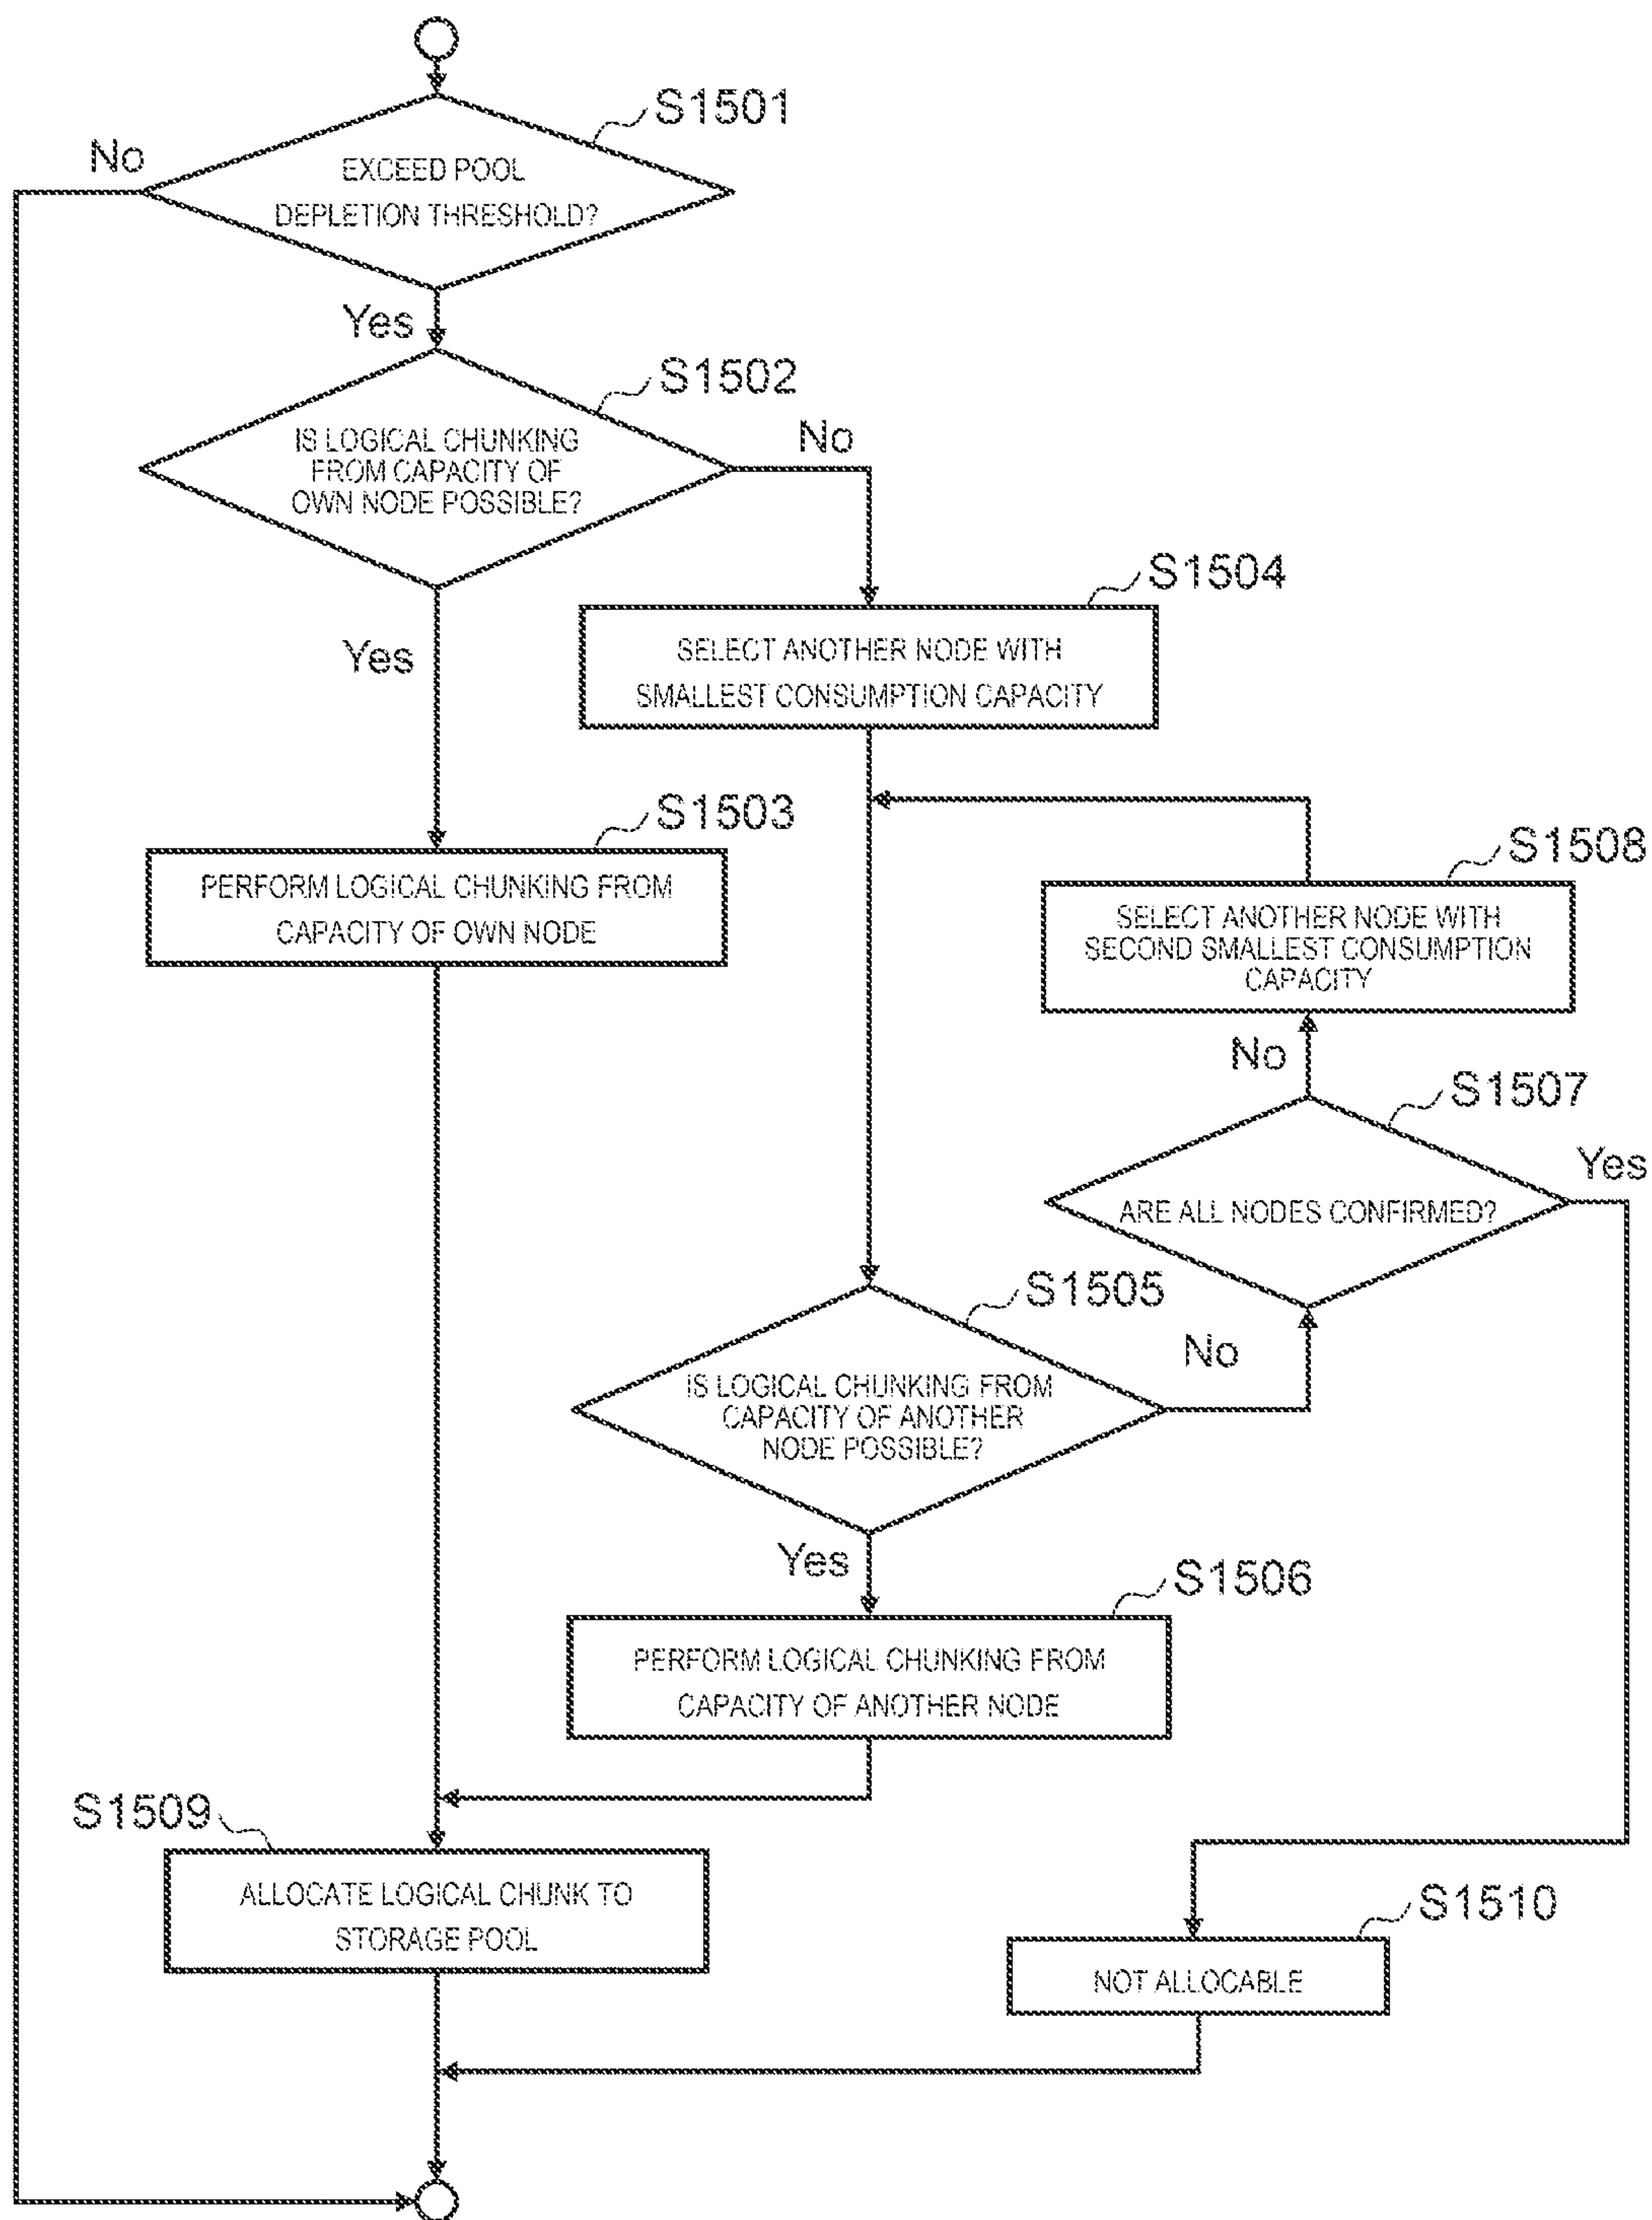 S1501
No
EXCEED POOL
DEPLETION THRESHOLD?
Yes
S1502
IS LOGICAL CHUNKING
FROM CAPACITY OF
OWN NODE POSSIBLE?
No
S1504
Yes
SELECT ANOTHER NODE WITH
SMALLEST CONSUMPTION CAPACITY
S1503
PERFORM LOGICAL CHUNKING FROM
CAPACITY OF OWN NODE
S1508
SELECT ANOTHER NODE WITH
SECOND SMALLEST CONSUMPTION
CAPACITY
No
S1507
Yes
ARE ALL NODES CONFIRMED?
S1505
No
IS LOGICAL CHUNKING FROM
CAPACITY OF ANOTHER
NODE POSSIBLE?
Yes
S1506
PERFORM LOGICAL CHUNKING FROM
CAPACITY OF ANOTHER NODE
S1509
ALLOCATE LOGICAL CHUNK TO
STORAGE POOL
S1510
NOT ALLOCABLE